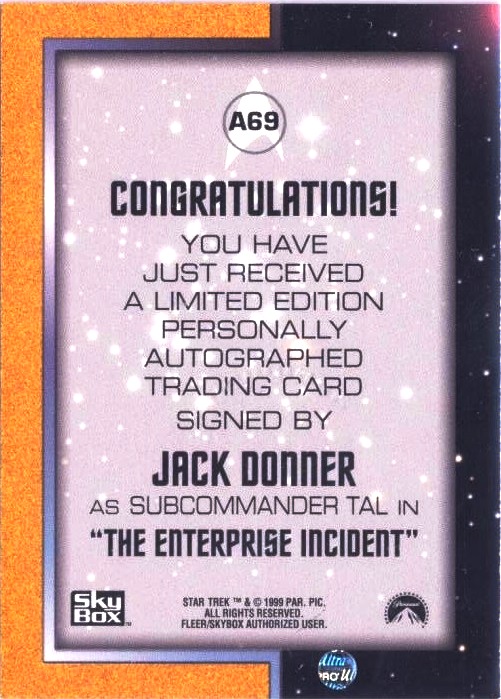 A69
CONGRATULATIONS!
YOU HAVE
JUST RECEIVED
A LIMITED EDITION
PERSONALLY
AUTOGRAPHED
TRADING CARD
SIGNED BY
JACK DONNER
AS SUBCOMMANDER TAL IN
"THE ENTERPRISE INCIDENT"
SKY
BOX™
STAR TREK ™ & © 1999 PAR. PIC.
ALL RIGHTS RESERVED.
FLEER/SKYBOX AUTHORIZED USER.
Paramount
Ultra
PRO